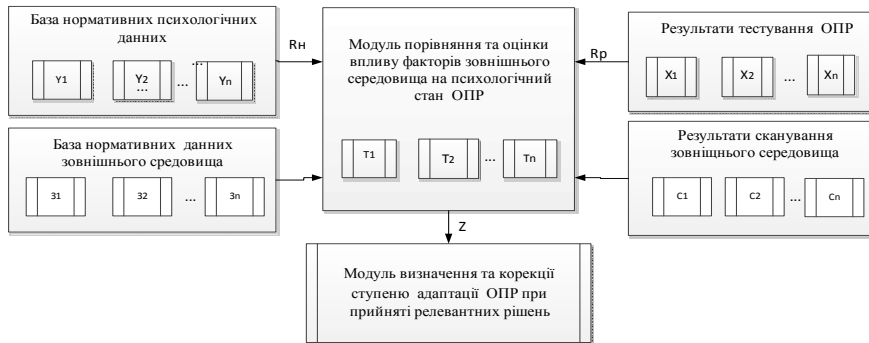 База нормативних психологічних
данних
Y1
Y2
...
...
...
Yn
Rн
Модуль порівняння та оцінки
впливу факторів зовнішнього
середовища на психологічний
стан ОПР
T1
T2
...
Tn
Rр
Результати тестування ОПР
X1
X2
...
Xn
База нормативних данних
зовнішнього средовища
З1
З2
...
Зn
Результати сканування
зовніщнього середовища
C1
C2
...
Cn
Z
Модуль визначення та корекції
ступеню адаптації ОПР при
прийняті релевантних рішень